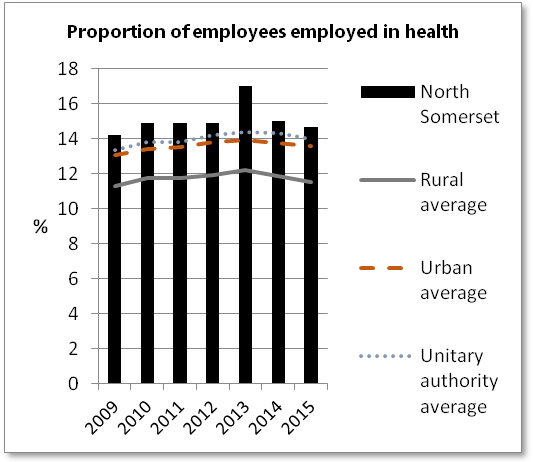 Proportion of employees employed in health
18
16
14
12
10
8
6
4
2
0
%
2009
2010
2011
2012
2013
2014
2015
North
Somerset
Rural
average
Urban
average
Unitary
authority
average